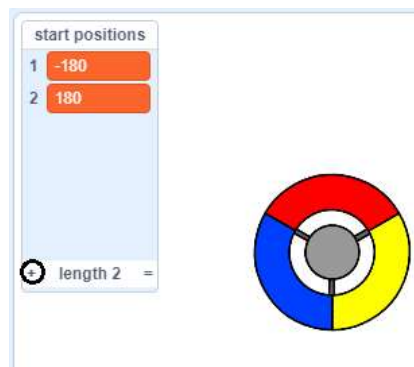 start positions
1 -180
2 180
+ length 2 =